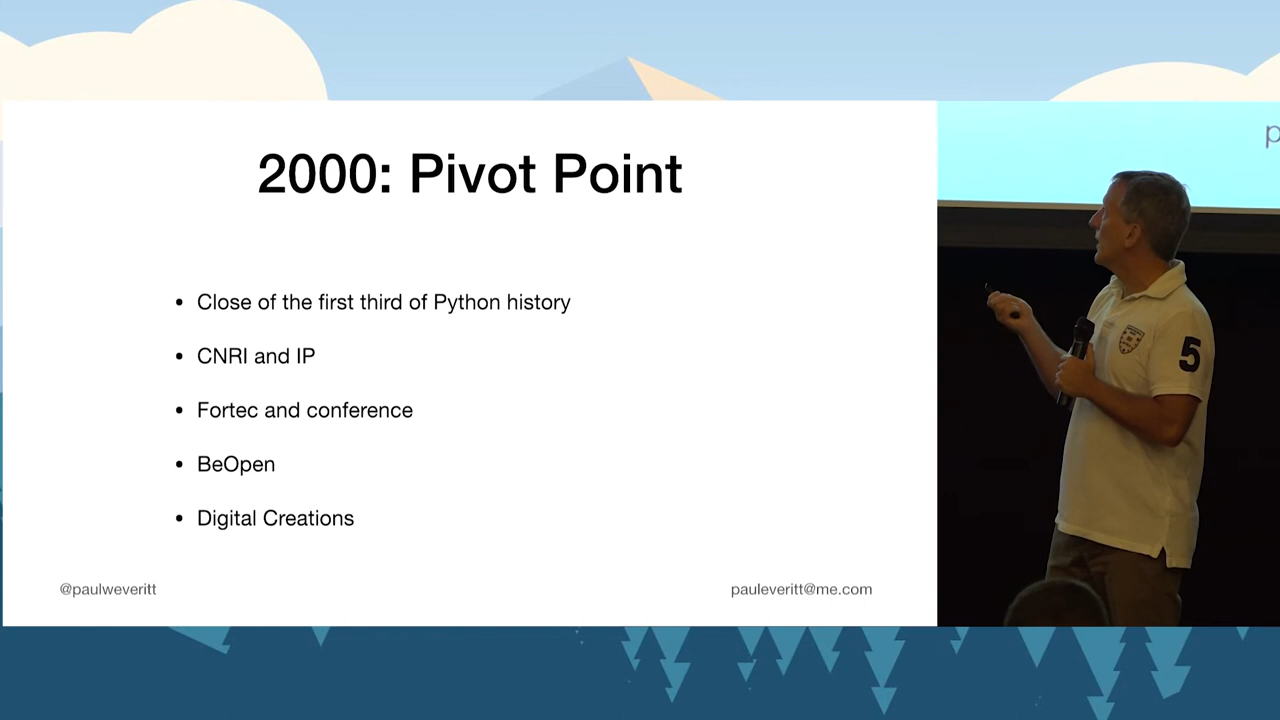 2000: Pivot Point
• Close of the first third of Python history
• CNRI and IP
• Fortec and conference
• BeOpen
• Digital Creations
@paulweveritt
pauleveritt@me.com
p
5